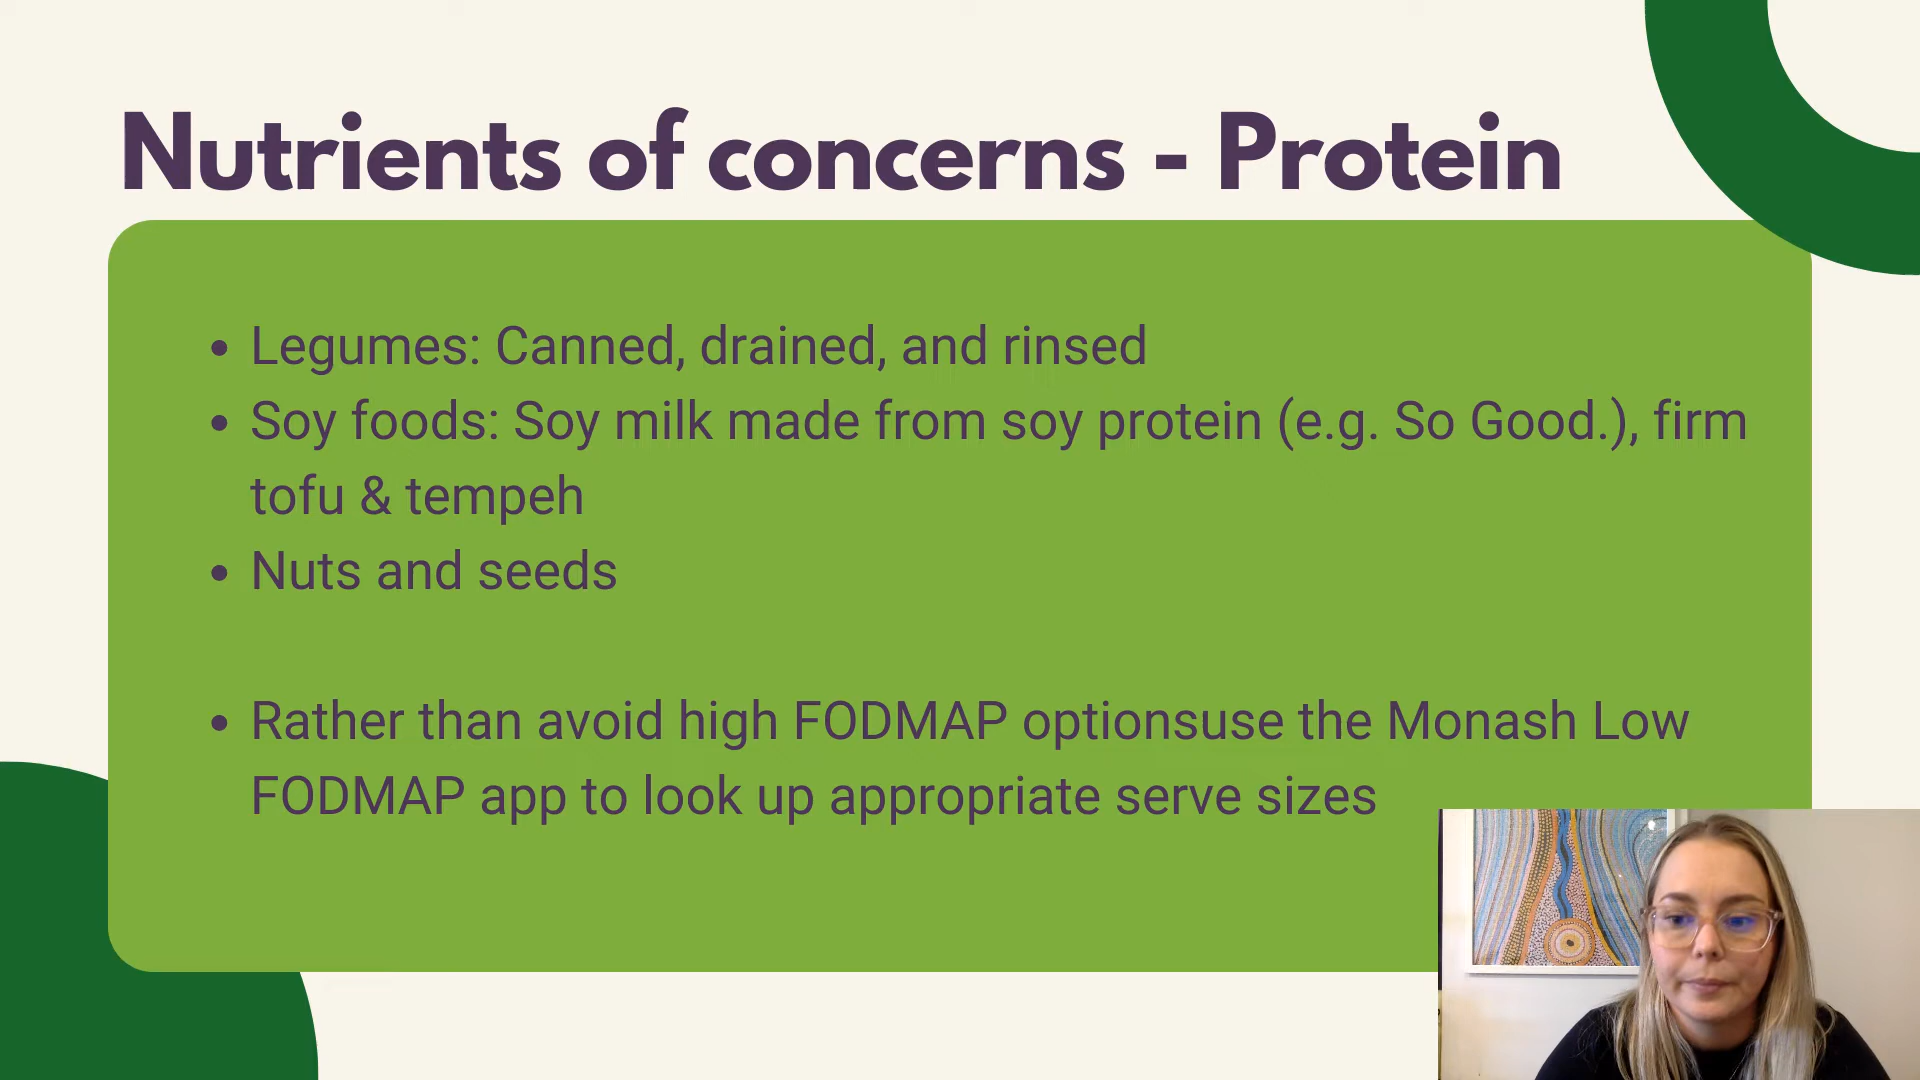 Nutrients of concerns - Protein
• Legumes: Canned, drained, and rinsed
• Soy foods: Soy milk made from soy protein (e.g. So Good.), firm
tofu & tempeh
• Nuts and seeds
• Rather than avoid high FODMAP optionsuse the Monash Low
FODMAP app to look up appropriate serve sizes